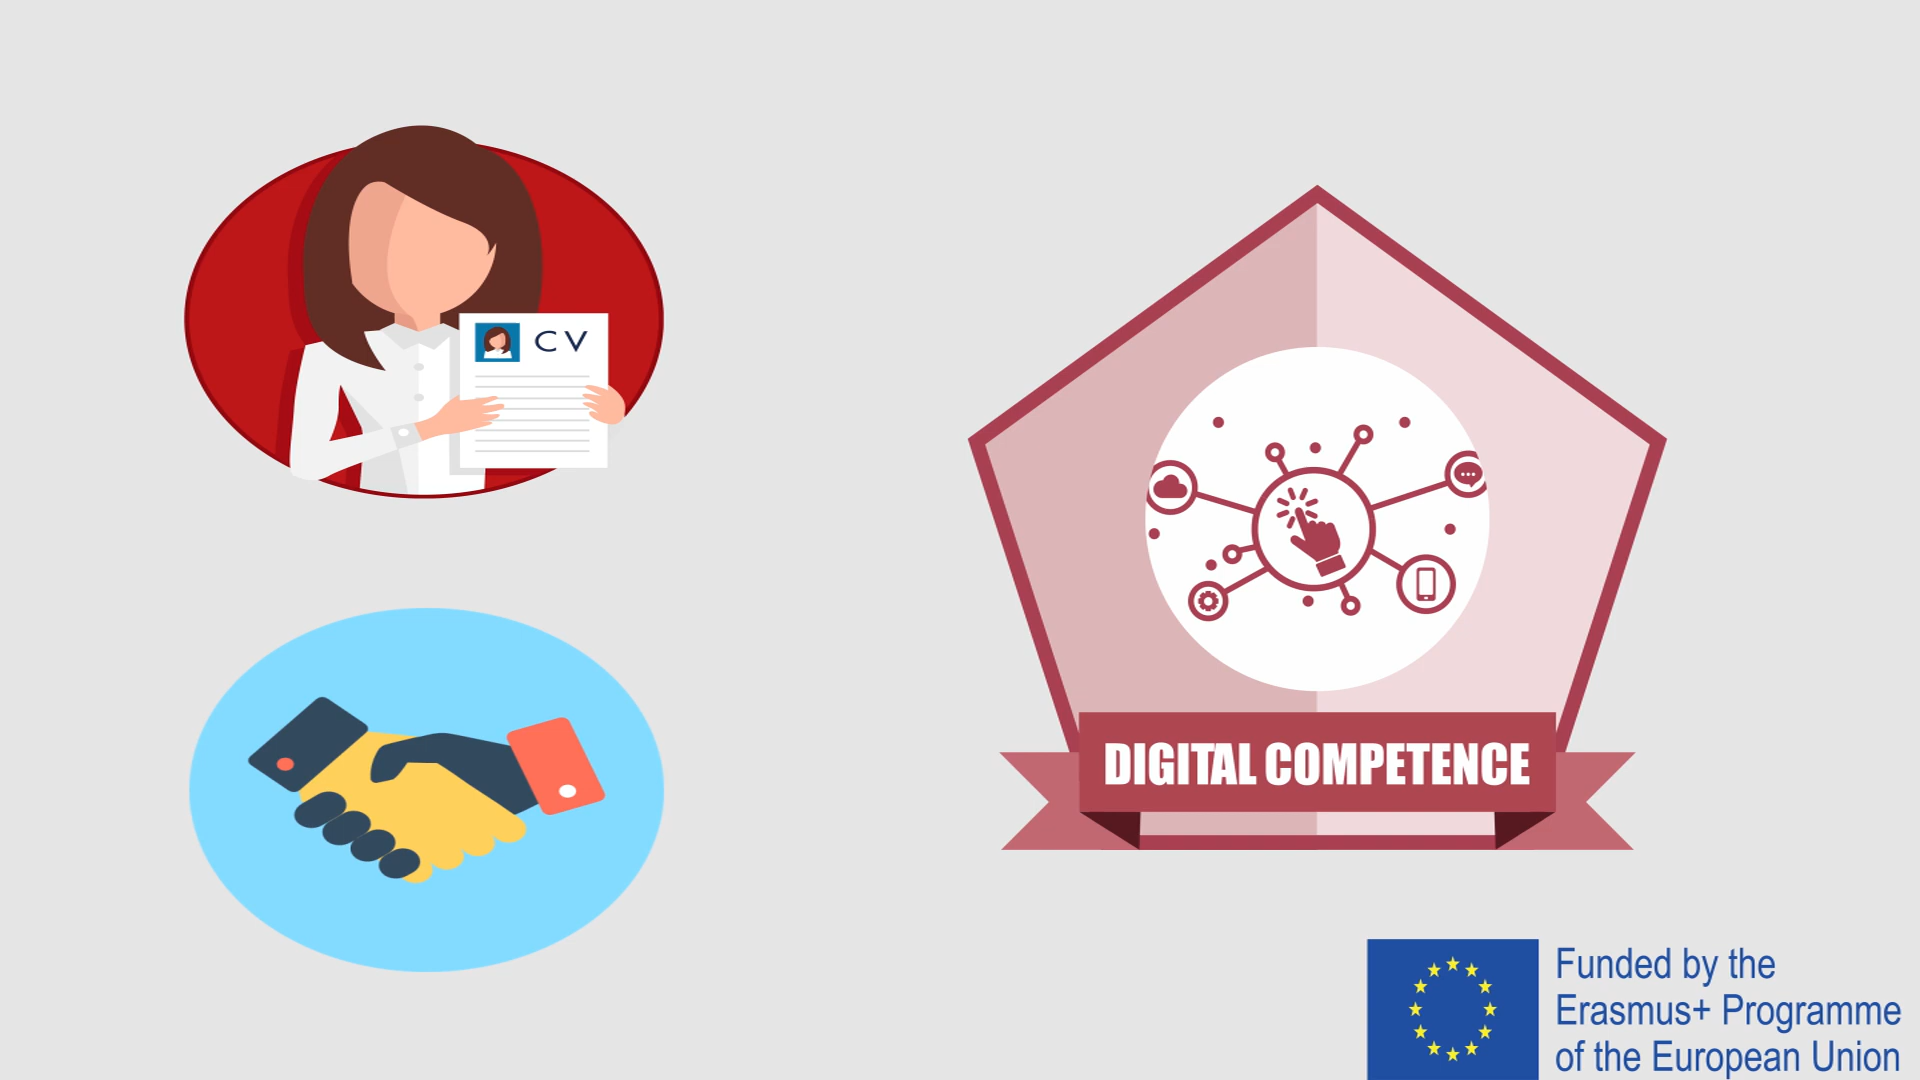 CV
DIGITAL COMPETENCE
Funded by the
Erasmus+ Programme
of the European Union